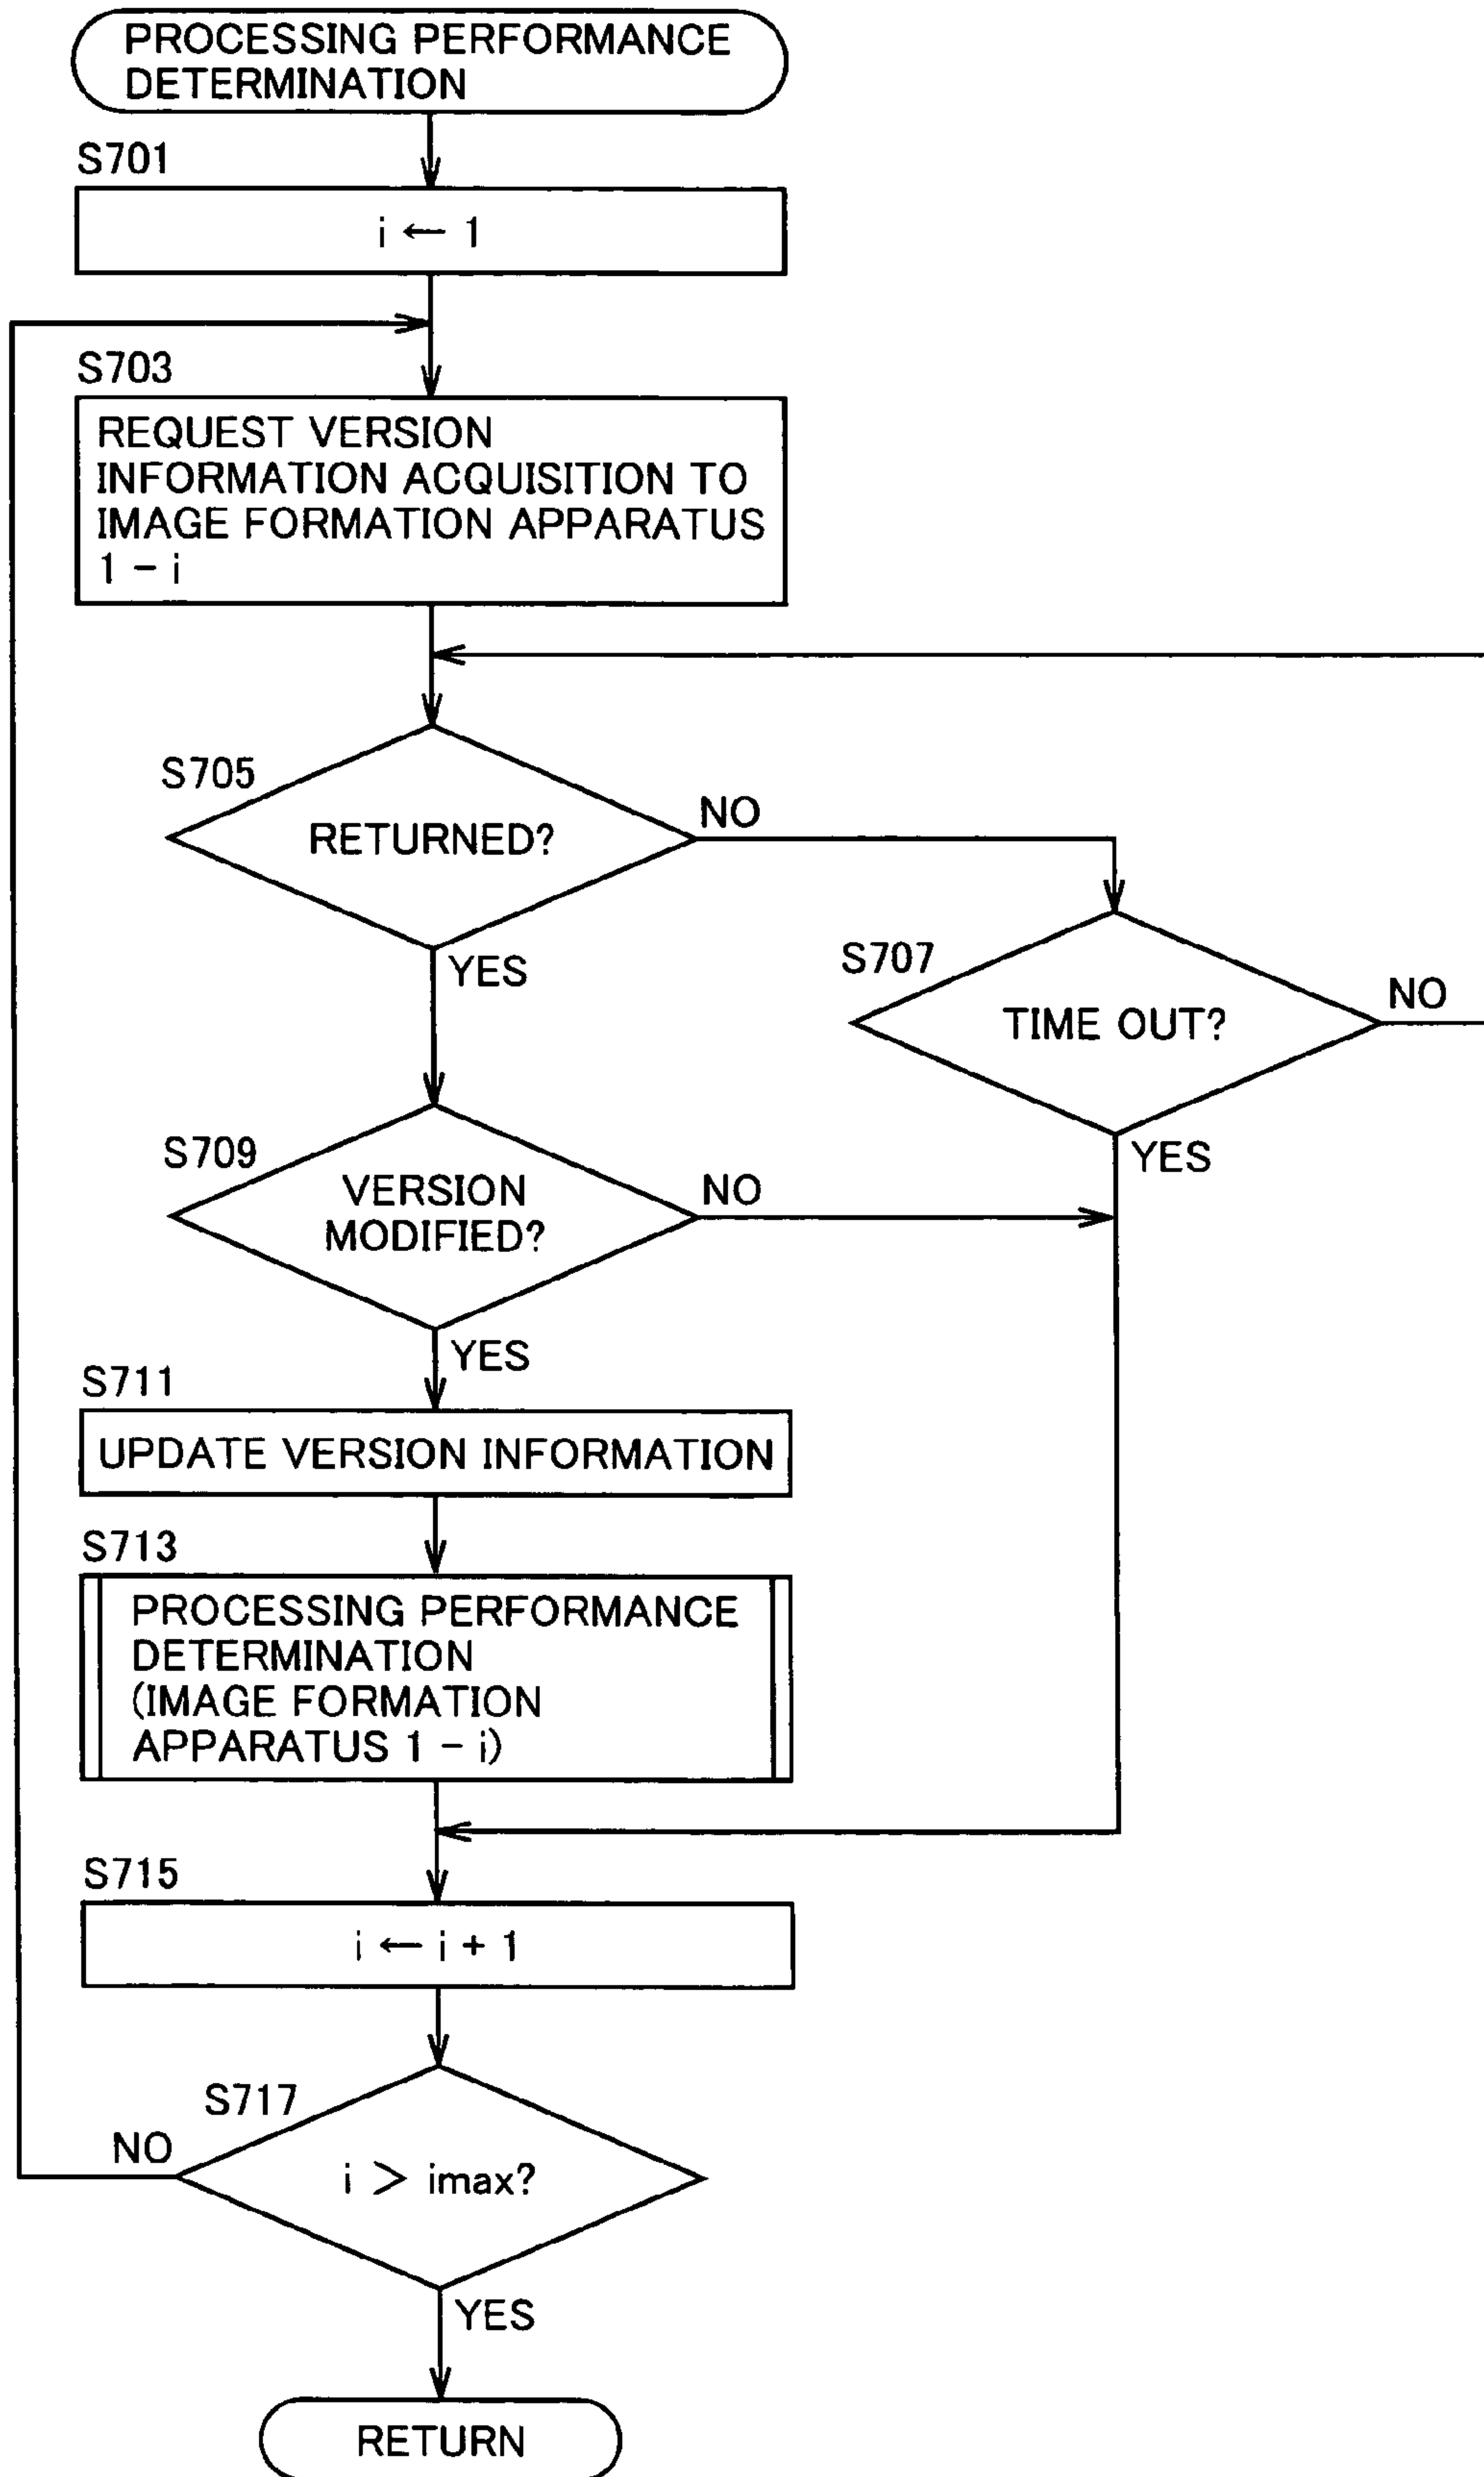 PROCESSING PERFORMANCE
DETERMINATION
S701
i ← 1
S703
REQUEST VERSION
INFORMATION ACQUISITION TO
IMAGE FORMATION APPARATUS
1 - i
S705
RETURNED?
NO
YES
S707
TIME OUT?
NO
YES
S709
VERSION
MODIFIED?
NO
YES
S711
UPDATE VERSION INFORMATION
S713
PROCESSING PERFORMANCE
DETERMINATION
(IMAGE FORMATION
APPARATUS 1 - i)
S715
i ← i + 1
S717
NO
i > imax?
YES
RETURN